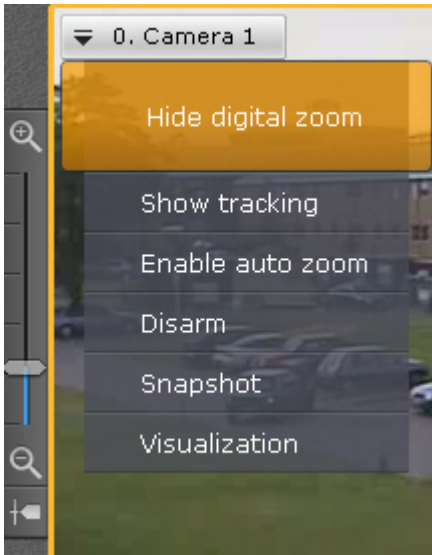 0. Camera 1
Hide digital zoom
Show tracking
Enable auto zoom
Disarm
Snapshot
Visualization